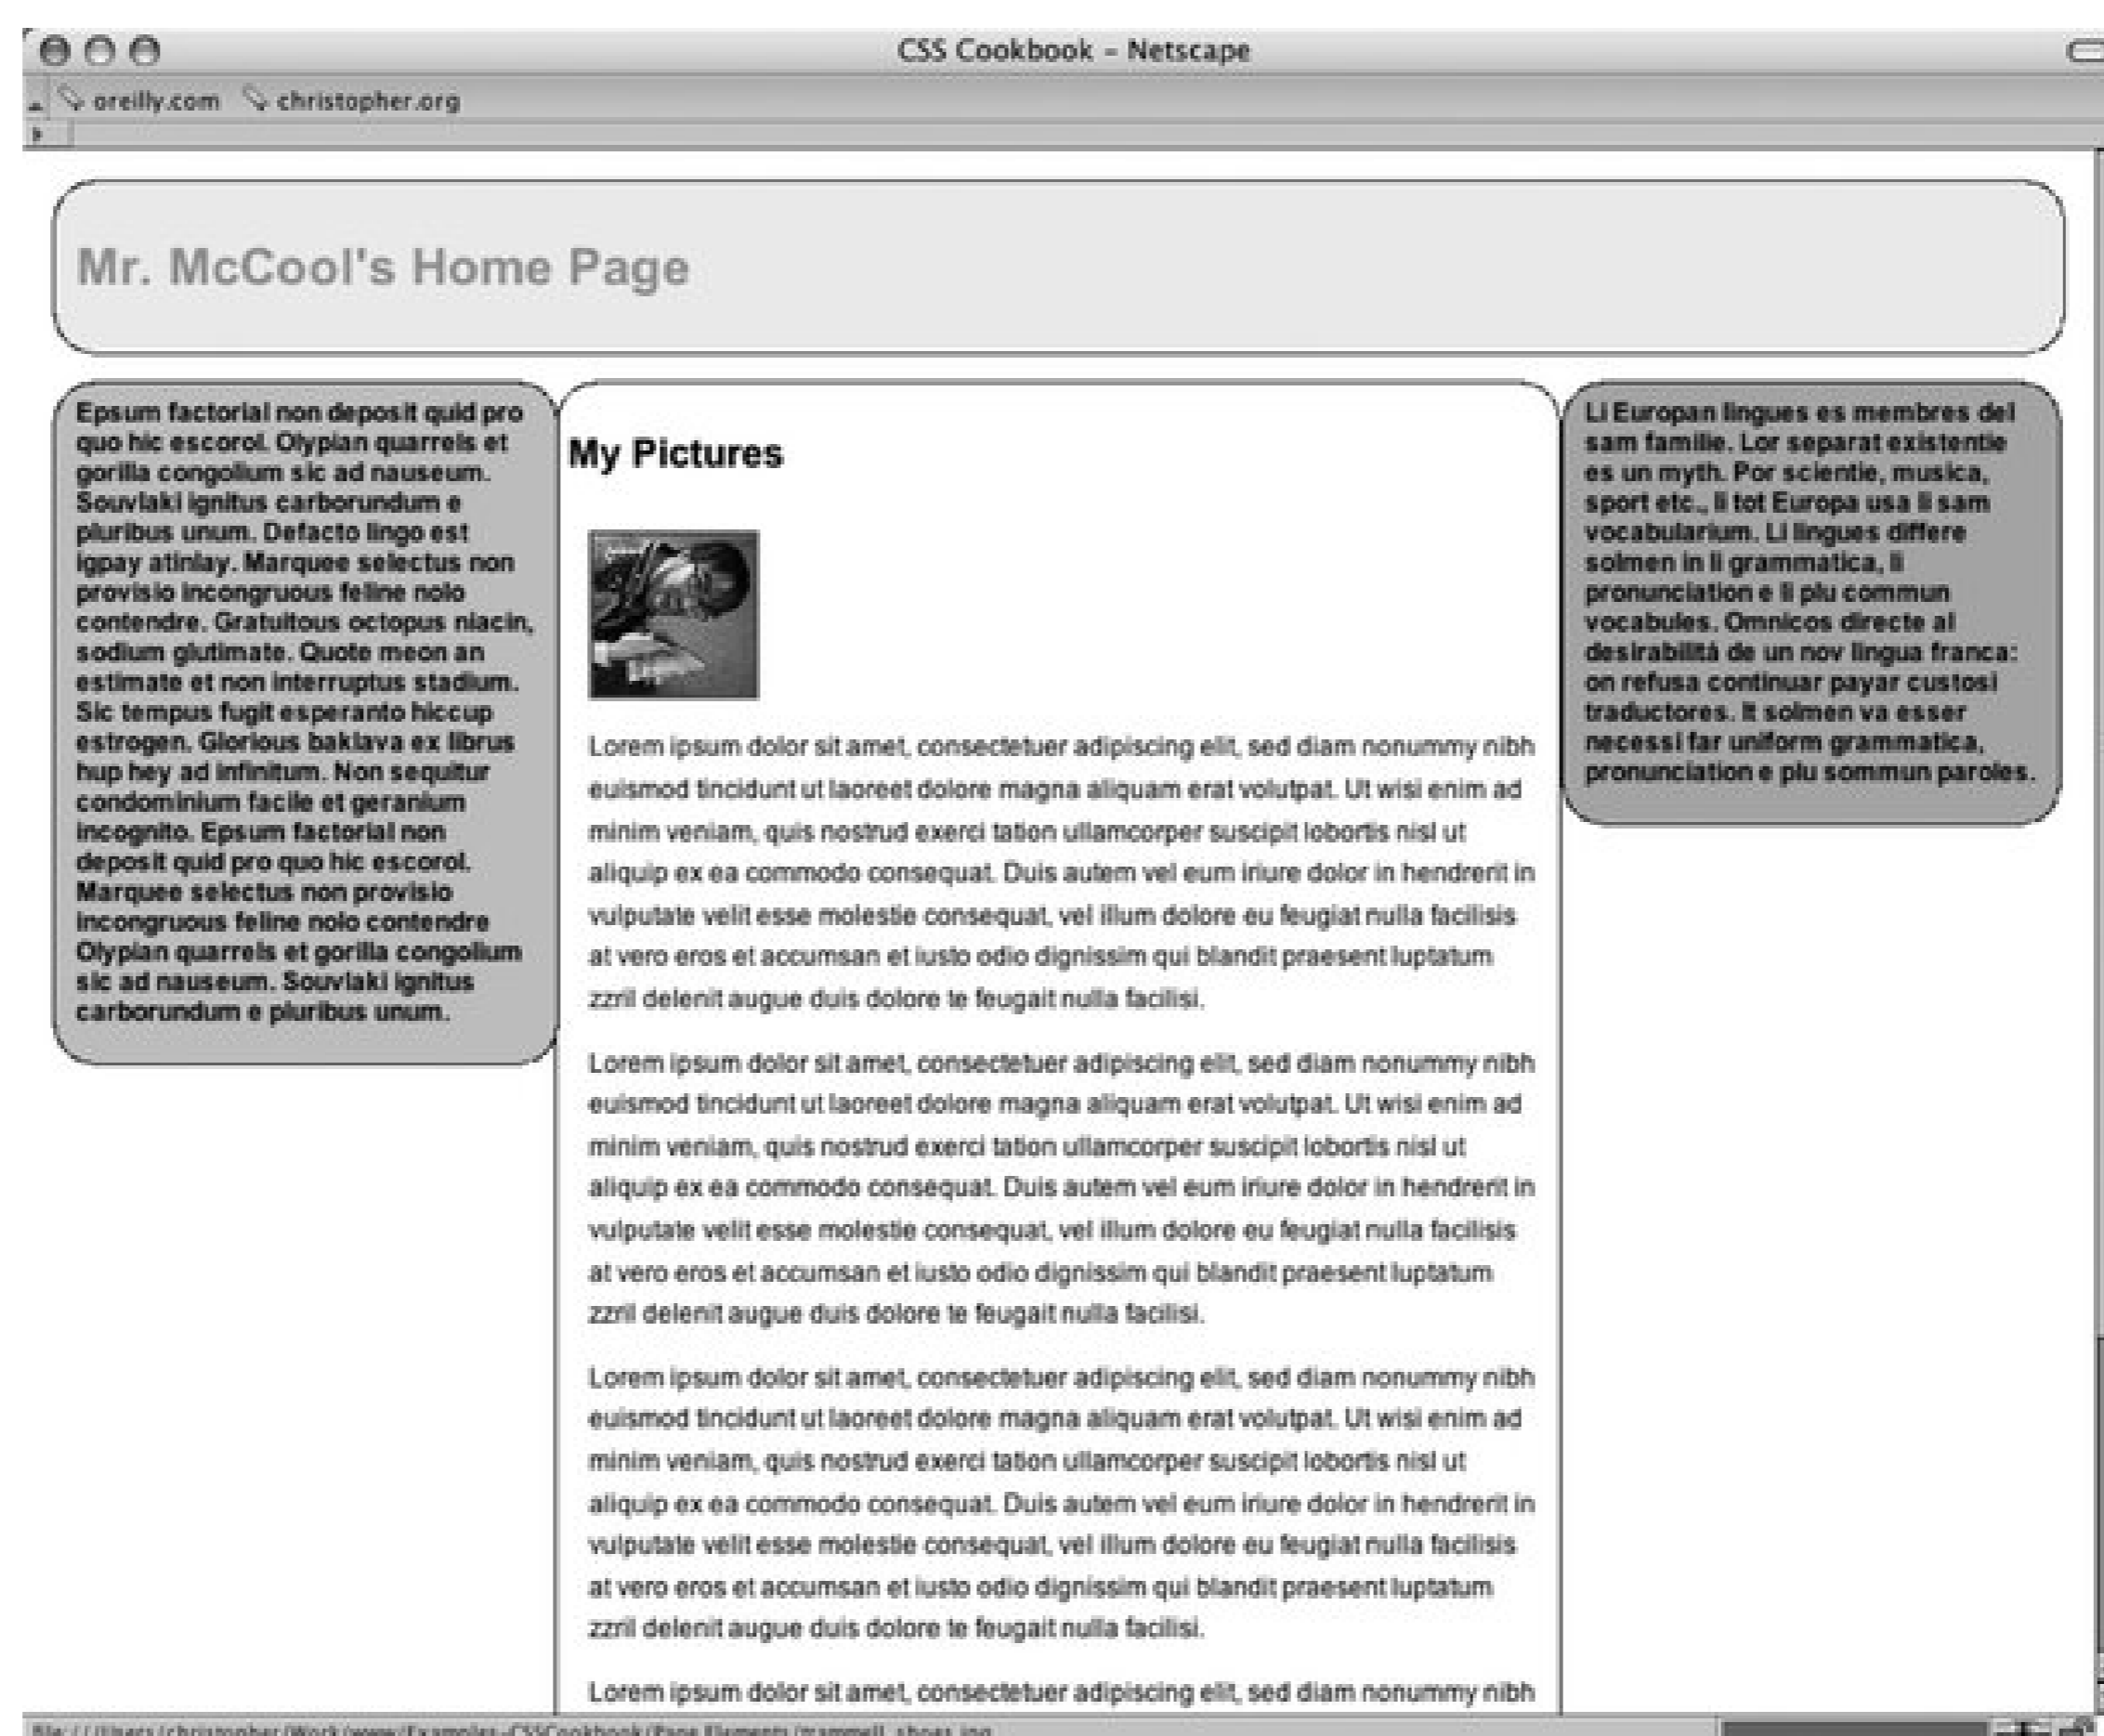 CSS Cookbook – Netscape
oreilly.com christopher.org
Mr. McCool's Home Page
Epsum factorial non deposit quid pro
quo hic escorol. Olypian quarrels et
gorilla congolium sic ad nauseum.
Souvlaki ignitus carborundum e
pluribus unum. Defacto lingo est
igpay atinlay. Marquee selectus non
provisio incongruous feline nolo
contendre. Gratuitous octopus niacin,
sodium glutimate. Quote meon an
estimate et non interruptus stadium.
Sic tempus fugit esperanto hiccup
estrogen. Glorious baklava ex librus
hup hey ad infinitum. Non sequitur
condominium facile et geranium
incognito. Epsum factorial non
deposit quid pro quo hic escorol.
Marquee selectus non provisio
incongruous feline nolo contendre
Olypian quarrels et gorilla congolium
sic ad nauseum. Souvlaki ignitus
carborundum e pluribus unum.
My Pictures
Lorem ipsum dolor sit amet, consectetuer adipiscing elit, sed diam nonummy nibh
euismod tincidunt ut laoreet dolore magna aliquam erat volutpat. Ut wisi enim ad
minim veniam, quis nostrud exerci tation ullamcorper suscipit lobortis nisl ut
aliquip ex ea commodo consequat. Duis autem vel eum iriure dolor in hendrerit in
vulputate velit esse molestie consequat, vel illum dolore eu feugiat nulla facilisis
at vero eros et accumsan et iusto odio dignissim qui blandit praesent luptatum
zzril delenit augue duis dolore te feugait nulla facilisi.
Lorem ipsum dolor sit amet, consectetuer adipiscing elit, sed diam nonummy nibh
euismod tincidunt ut laoreet dolore magna aliquam erat volutpat. Ut wisi enim ad
minim veniam, quis nostrud exerci tation ullamcorper suscipit lobortis nisl ut
aliquip ex ea commodo consequat. Duis autem vel eum iriure dolor in hendrerit in
vulputate velit esse molestie consequat, vel illum dolore eu feugiat nulla facilisis
at vero eros et accumsan et iusto odio dignissim qui blandit praesent luptatum
zzril delenit augue duis dolore te feugait nulla facilisi.
Lorem ipsum dolor sit amet, consectetuer adipiscing elit, sed diam nonummy nibh
euismod tincidunt ut laoreet dolore magna aliquam erat volutpat. Ut wisi enim ad
minim veniam, quis nostrud exerci tation ullamcorper suscipit lobortis nisl ut
aliquip ex ea commodo consequat. Duis autem vel eum iriure dolor in hendrerit in
vulputate velit esse molestie consequat, vel illum dolore eu feugiat nulla facilisis
at vero eros et accumsan et iusto odio dignissim qui blandit praesent luptatum
zzril delenit augue duis dolore te feugait nulla facilisi.
Lorem ipsum dolor sit amet, consectetuer adipiscing elit, sed diam nonummy nibh
Li Europan lingues es membres del
sam familie. Lor separat existentie
es un myth. Por scientie, musica,
sport etc., li tot Europa usa li sam
vocabularium. Li lingues differe
solmen in li grammatica, li
pronunciation e li plu commun
vocabules. Omnicos directe al
desirabilitá de un nov lingua franca:
on refusa continuar payar custosi
traductores. It solmen va esser
necessi far uniform grammatica,
pronunciation e plu sommun paroles.